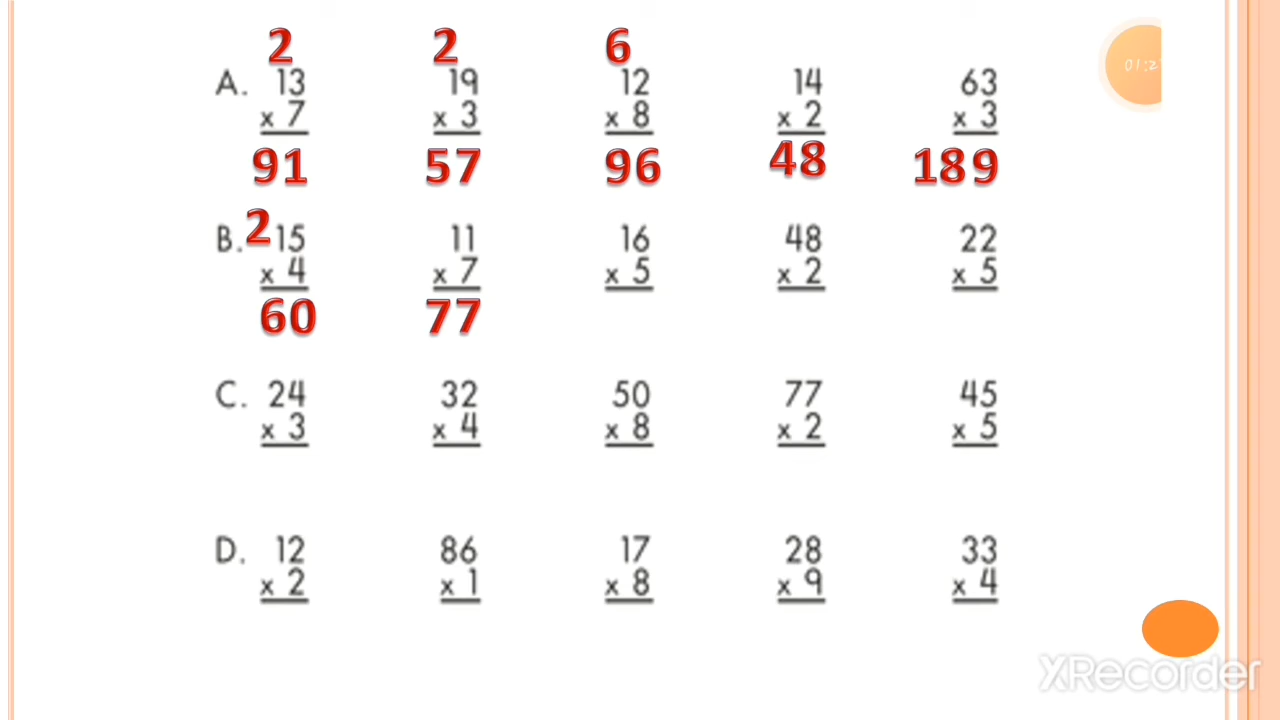 2 2 6
A. 13 19 12 14 63
x 7 x 3 x 8 x 2 x 3
91 57 96 48 189
2
B. 15 11 16 48 22
x 4 x 7 x 5 x 2 x 5
60 77
C. 24 32 50 77 45
x 3 x 4 x 8 x 2 x 5
D. 12 86 17 28 33
x 2 x 1 x 8 x 9 x 4
XRecorder